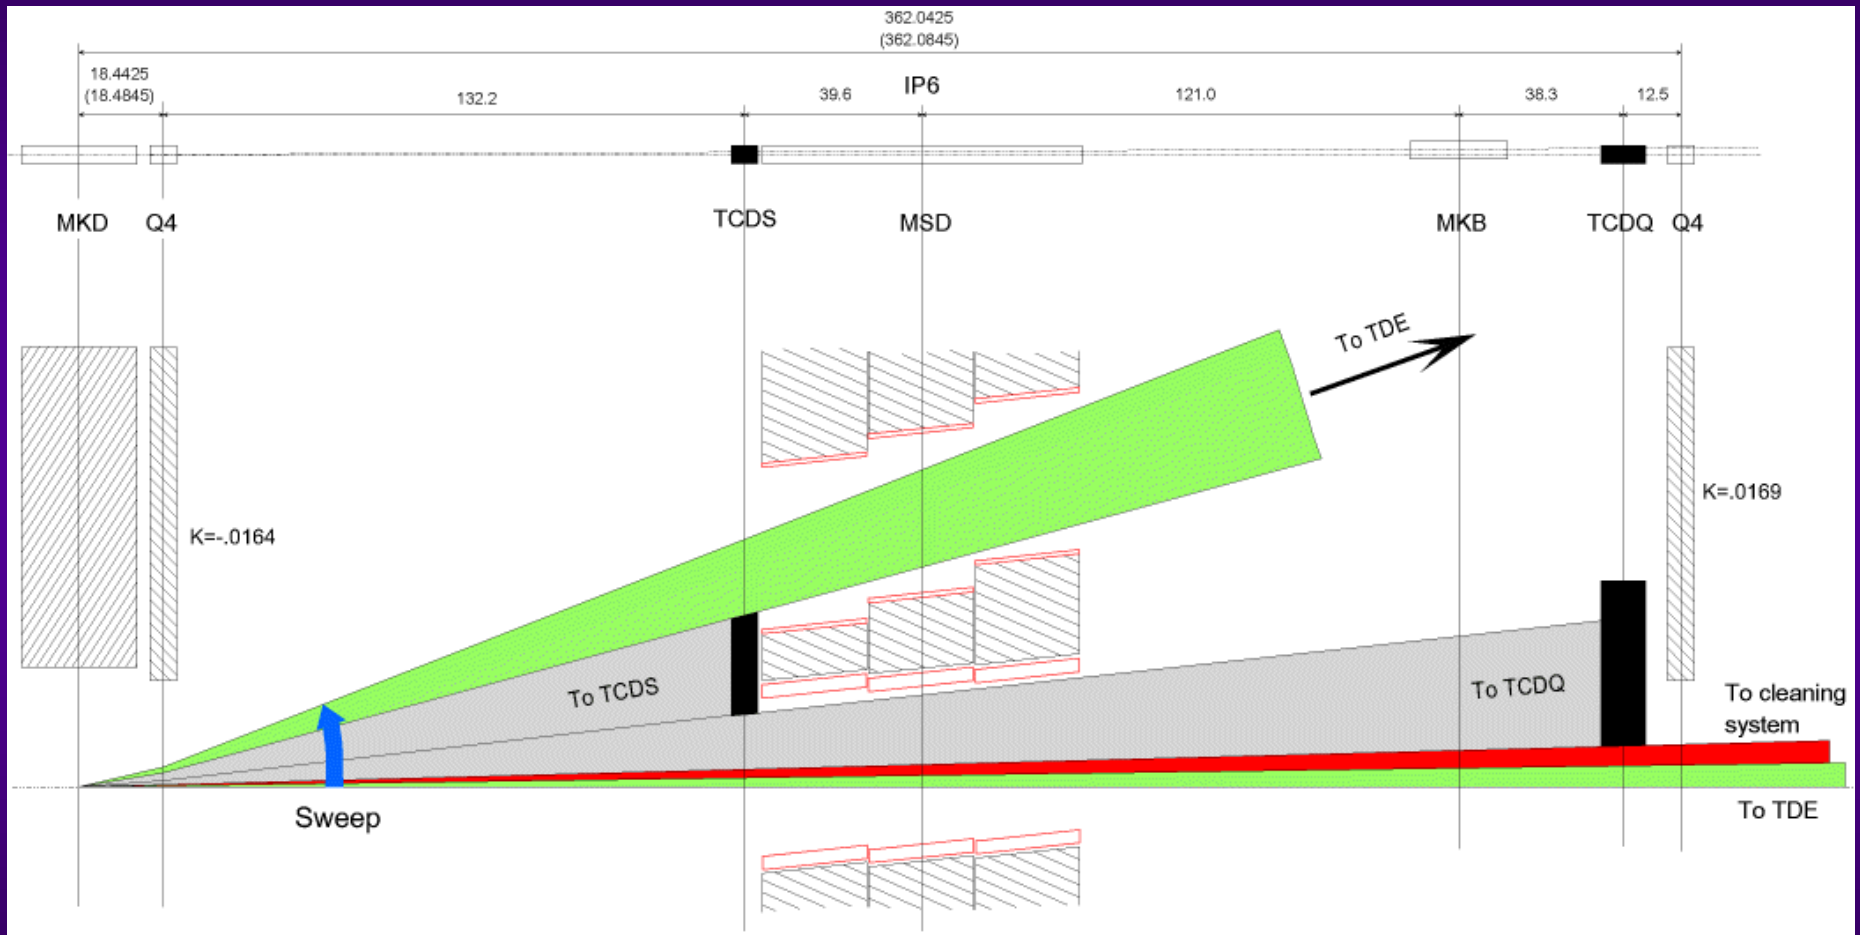 362.0425
(362.0845)
18.4425
(18.4845)
132.2
39.6
IP6
121.0
38.3
12.5
MKD
Q4
TCDS
MSD
MKB
TCDQ
Q4
To TDE
K=.0169
K=-.0164
To TCDS
To TCDQ
To cleaning
system
Sweep
To TDE